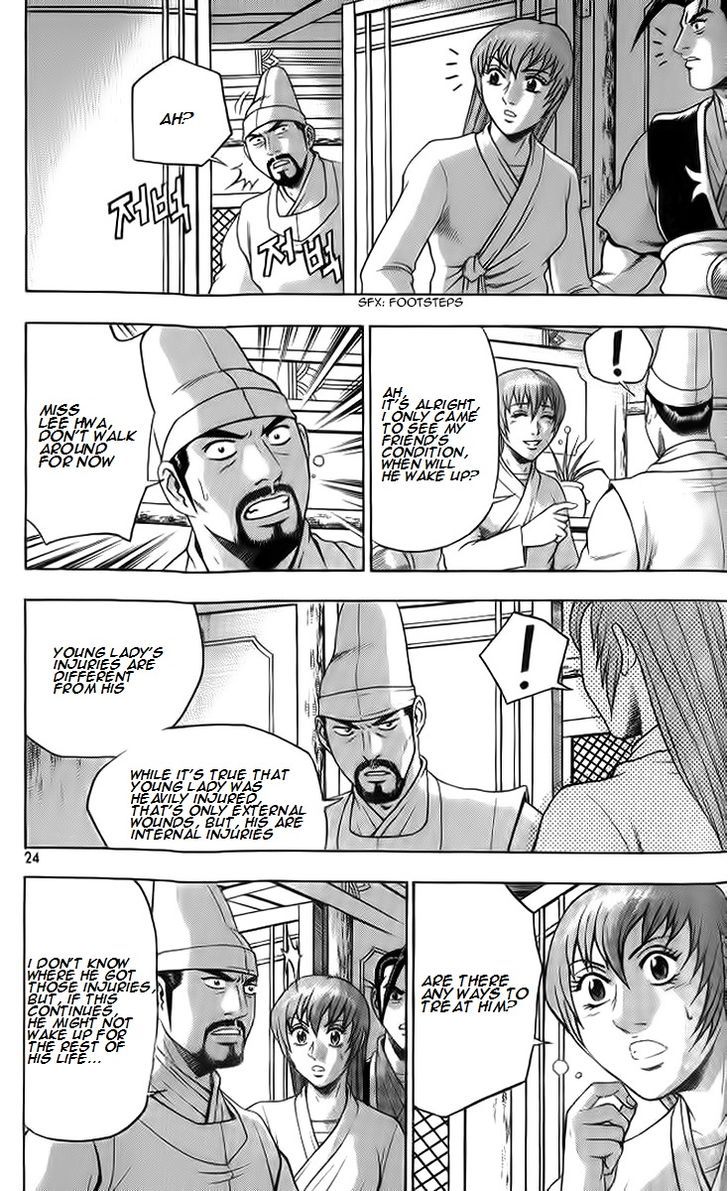 AH?
저벅
저벅
SFX: FOOTSTEPS
MISS
LEE HWA,
DON'T WALK
AROUND
FOR NOW
AH,
IT'S ALRIGHT,
I ONLY CAME
TO SEE MY
FRIEND'S
CONDITION,
WHEN WILL
HE WAKE UP?
!
YOUNG LADY'S
INJURIES ARE
DIFFERENT
FROM HIS
WHILE IT'S TRUE THAT
YOUNG LADY WAS
HEAVILY INJURED,
THAT'S ONLY EXTERNAL
WOUNDS, BUT, HIS ARE
INTERNAL INJURIES
!
24
I DON'T KNOW
WHERE HE GOT
THOSE INJURIES,
BUT, IF THIS
CONTINUES,
HE MIGHT NOT
WAKE UP FOR
THE REST OF
HIS LIFE...
ARE THERE
ANY WAYS TO
TREAT HIM?